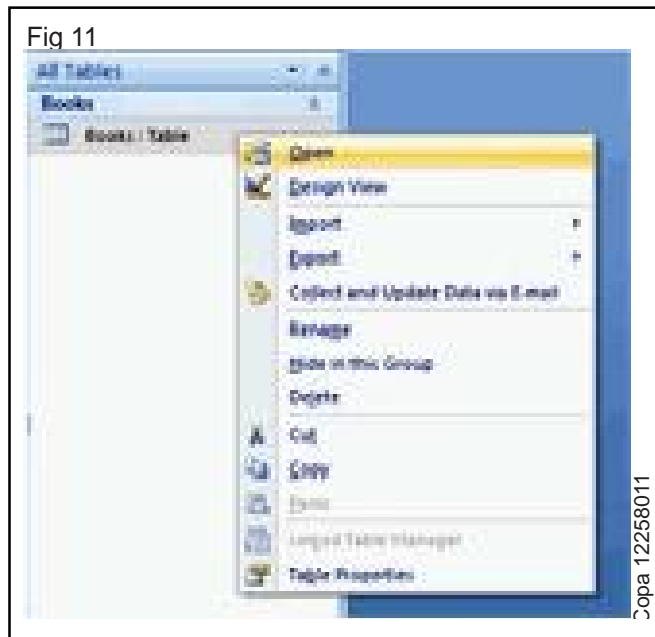 Fig 11
All Tables
Books
Books : Table
Open
Design View
Import
Export
Collect and Update Data via E-mail
Rename
Hide in this Group
Delete
Cut
Copy
Paste
Linked Table Manager
Table Properties
Copa 12258011